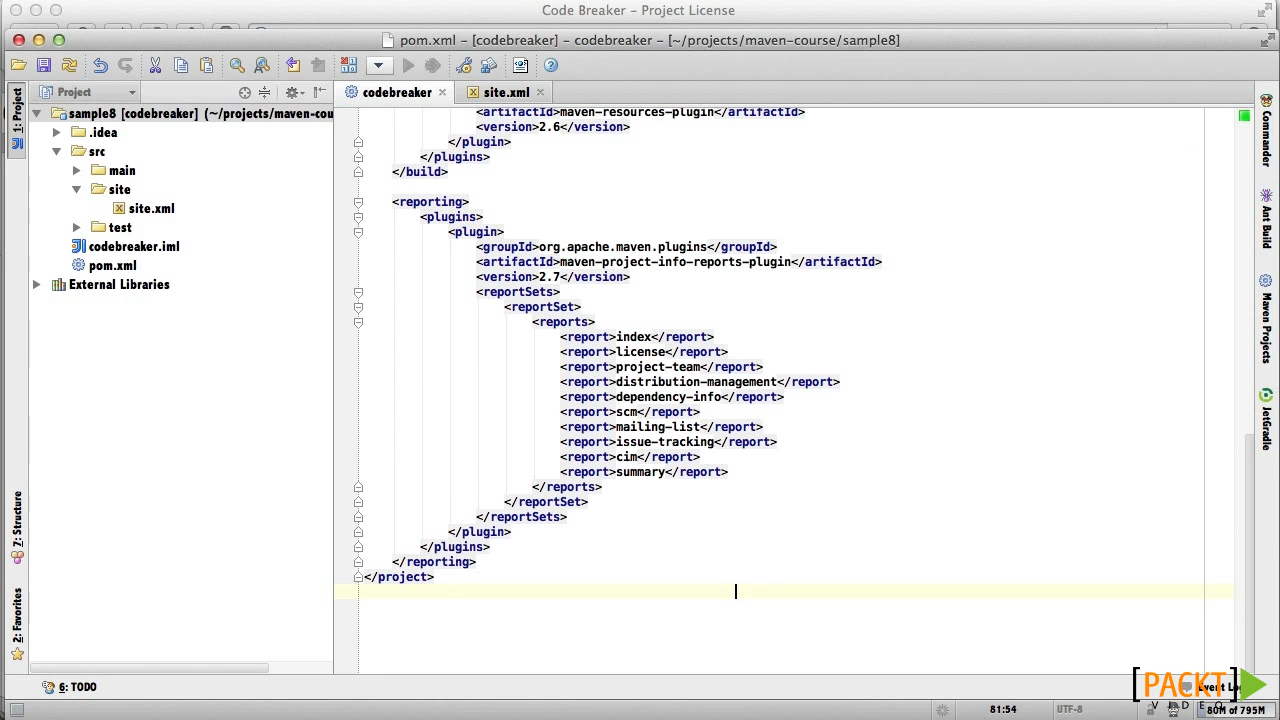 Code Breaker - Project License
pom.xml – [codebreaker] – codebreaker – [~/projects/maven-course/sample8]
Project
codebreaker
site.xml
1: Project
sample8 [codebreaker] (~/projects/maven-cou
.idea
src
main
site
site.xml
test
codebreaker.iml
pom.xml
External Libraries
7: Structure
2: Favorites
<artifactId>maven-resources-plugin</artifactId>
<version>2.6</version>
</plugin>
</plugins>
</build>
<reporting>
<plugins>
<plugin>
<groupId>org.apache.maven.plugins</groupId>
<artifactId>maven-project-info-reports-plugin</artifactId>
<version>2.7</version>
<reportSets>
<reportSet>
<reports>
<report>index</report>
<report>license</report>
<report>project-team</report>
<report>distribution-management</report>
<report>dependency-info</report>
<report>scm</report>
<report>mailing-list</report>
<report>issue-tracking</report>
<report>cim</report>
<report>summary</report>
</reports>
</reportSet>
</reportSets>
</plugin>
</plugins>
</reporting>
</project>
Commander
Ant Build
Maven Projects
JetGradle
6: TODO
Event Log
[PACKT]
VIDEO
81:54
UTF-8
80M of 795M